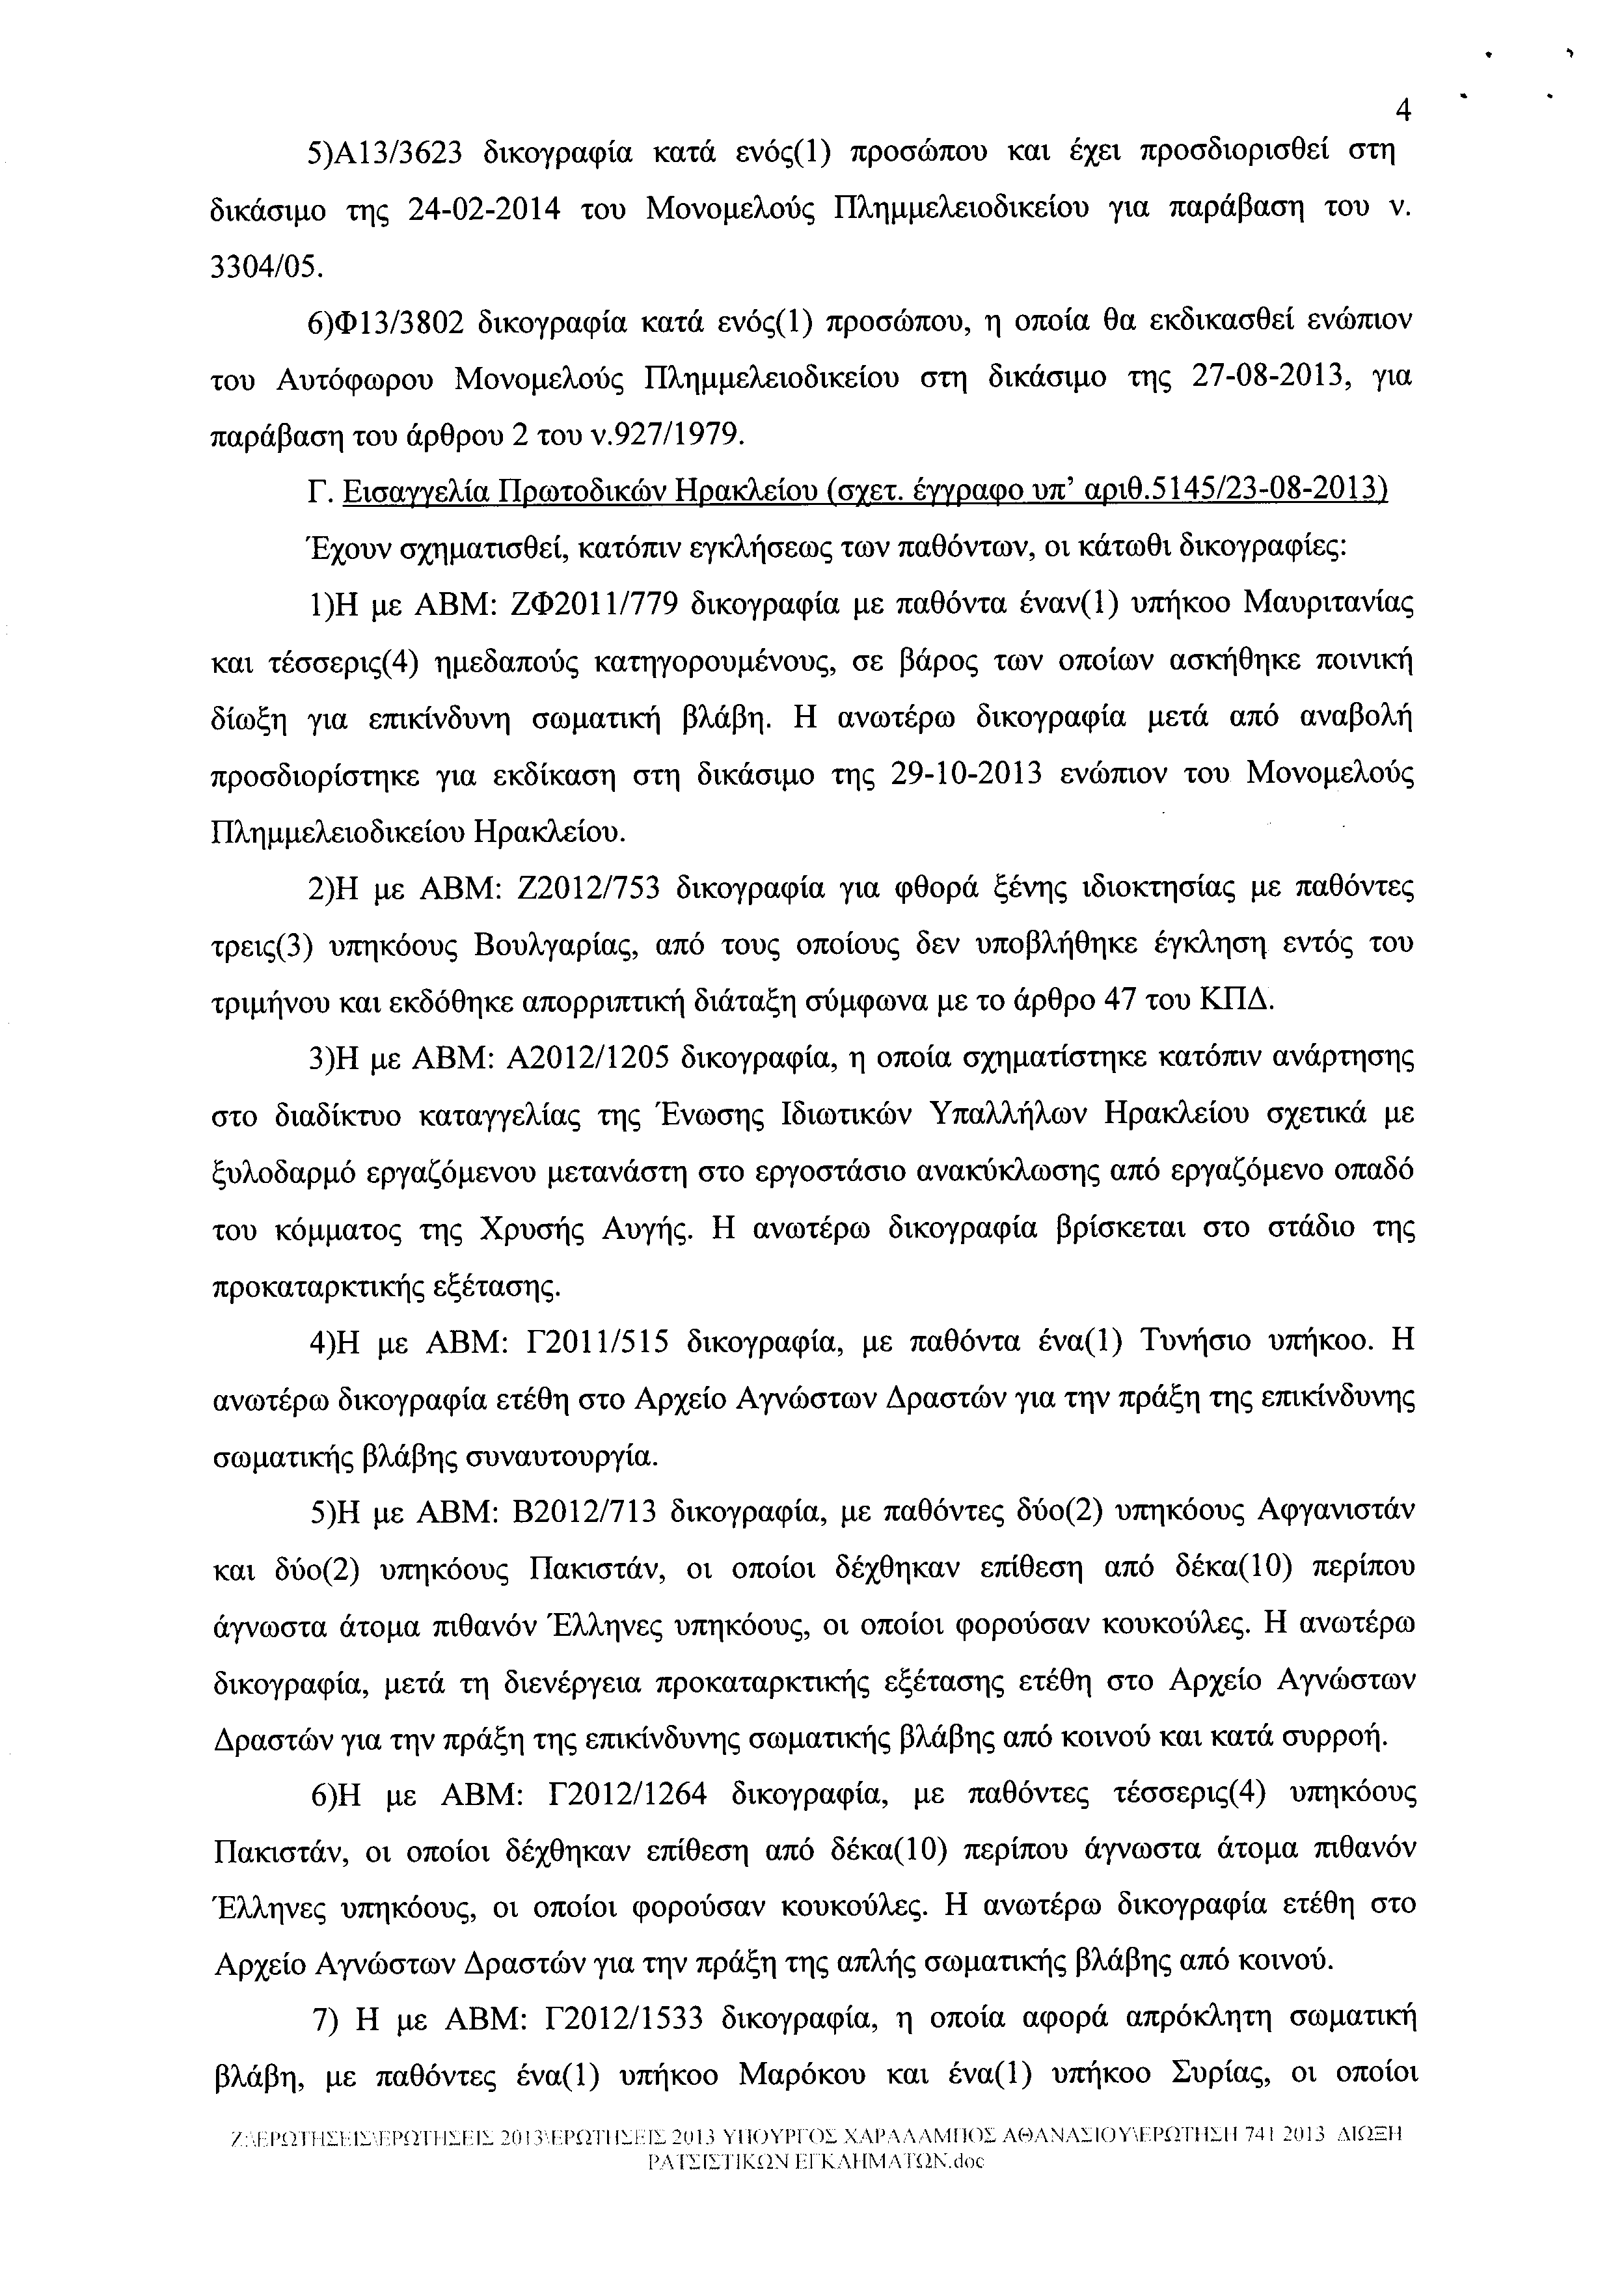 4
5)Α13/3623 δικογραφία κατά ενός(1) προσώπου και έχει προσδιορισθεί στη
δικάσιμο της 24-02-2014 του Μονομελούς Πλημμελειοδικείου για παράβαση του ν.
3304/05.
6)Φ13/3802 δικογραφία κατά ενός(1) προσώπου, η οποία θα εκδικασθεί ενώπιον
του Αυτόφωρου Μονομελούς Πλημμελειοδικείου στη δικάσιμο της 27-08-2013, για
παράβαση του άρθρου 2 του ν.927/1979.
Γ. Εισαγγελία Πρωτοδικών Ηρακλείου (σχετ. έγγραφο υπ’ αριθ.5145/23-08-2013)
Έχουν σχηματισθεί, κατόπιν εγκλήσεως των παθόντων, οι κάτωθι δικογραφίες:
1)Η με ΑΒΜ: ΖΦ2011/779 δικογραφία με παθόντα έναν(1) υπήκοο Μαυριτανίας
και τέσσερις(4) ημεδαπούς κατηγορουμένους, σε βάρος των οποίων ασκήθηκε ποινική
δίωξη για επικίνδυνη σωματική βλάβη. Η ανωτέρω δικογραφία μετά από αναβολή
προσδιορίστηκε για εκδίκαση στη δικάσιμο της 29-10-2013 ενώπιον του Μονομελούς
Πλημμελειοδικείου Ηρακλείου.
2)Η με ΑΒΜ: Ζ2012/753 δικογραφία για φθορά ξένης ιδιοκτησίας με παθόντες
τρεις(3) υπηκόους Βουλγαρίας, από τους οποίους δεν υποβλήθηκε έγκληση εντός του
τριμήνου και εκδόθηκε απορριπτική διάταξη σύμφωνα με το άρθρο 47 του ΚΠΔ.
3)Η με ΑΒΜ: Α2012/1205 δικογραφία, η οποία σχηματίστηκε κατόπιν ανάρτησης
στο διαδίκτυο καταγγελίας της Ένωσης Ιδιωτικών Υπαλλήλων Ηρακλείου σχετικά με
ξυλοδαρμό εργαζόμενου μετανάστη στο εργοστάσιο ανακύκλωσης από εργαζόμενο οπαδό
του κόμματος της Χρυσής Αυγής. Η ανωτέρω δικογραφία βρίσκεται στο στάδιο της
προκαταρκτικής εξέτασης.
4)Η με ΑΒΜ: Γ2011/515 δικογραφία, με παθόντα ένα(1) Τυνήσιο υπήκοο. Η
ανωτέρω δικογραφία ετέθη στο Αρχείο Αγνώστων Δραστών για την πράξη της επικίνδυνης
σωματικής βλάβης συναυτουργία.
5)Η με ΑΒΜ: Β2012/713 δικογραφία, με παθόντες δύο(2) υπηκόους Αφγανιστάν
και δύο(2) υπηκόους Πακιστάν, οι οποίοι δέχθηκαν επίθεση από δέκα(10) περίπου
άγνωστα άτομα πιθανόν Έλληνες υπηκόους, οι οποίοι φορούσαν κουκούλες. Η ανωτέρω
δικογραφία, μετά τη διενέργεια προκαταρκτικής εξέτασης ετέθη στο Αρχείο Αγνώστων
Δραστών για την πράξη της επικίνδυνης σωματικής βλάβης από κοινού και κατά συρροή.
6)Η με ΑΒΜ: Γ2012/1264 δικογραφία, με παθόντες τέσσερις(4) υπηκόους
Πακιστάν, οι οποίοι δέχθηκαν επίθεση από δέκα(10) περίπου άγνωστα άτομα πιθανόν
Έλληνες υπηκόους, οι οποίοι φορούσαν κουκούλες. Η ανωτέρω δικογραφία ετέθη στο
Αρχείο Αγνώστων Δραστών για την πράξη της απλής σωματικής βλάβης από κοινού.
7) Η με ΑΒΜ: Γ2012/1533 δικογραφία, η οποία αφορά απρόκλητη σωματική
βλάβη, με παθόντες ένα(1) υπήκοο Μαρόκου και ένα(1) υπήκοο Συρίας, οι οποίοι
Z:\ΕΡΩΤΗΣΕΙΣ\ΕΡΩΤΗΣΕΙΣ 2013\ΕΡΩΤΗΣΕΙΣ 2013 ΥΠΟΥΡΓΟΣ ΧΑΡΑΛΑΜΠΟΣ ΑΘΑΝΑΣΙΟΥ\ΕΡΩΤΗΣΗ 741 2013 ΔΙΩΞΗ
ΡΑΤΣΙΣΤΙΚΩΝ ΕΓΚΛΗΜΑΤΩΝ.doc